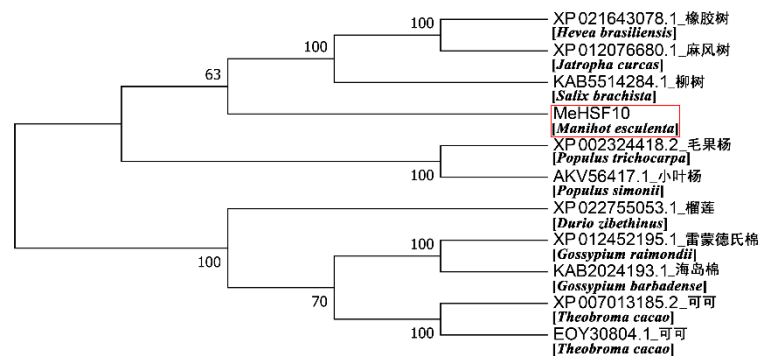 XP 021643078.1_橡胶树
[Hevea brasiliensis]
100
100
XP 012076680.1_麻风树
[Jatropha curcas]
63
KAB5514284.1_柳树
[Salix brachista]
MeHSF10
[Manihot esculenta]
XP 002324418.2_毛果杨
[Populus trichocarpa]
100
AKV56417.1_小叶杨
[Populus simonii]
XP 022755053.1_榴莲
[Durio zibethinus]
100
XP 012452195.1_雷蒙德氏棉
[Gossypium raimondii]
100
KAB2024193.1_海岛棉
[Gossypium barbadense]
70
XP 007013185.2_可可
[Theobroma cacao]
100
EOY30804.1_可可
[Theobroma cacao]